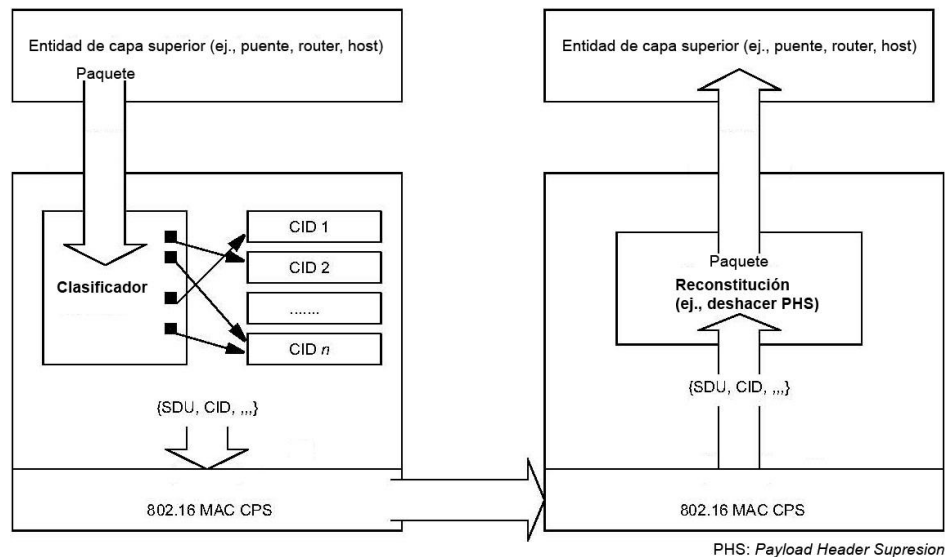 Entidad de capa superior (ej., puente, router, host)
Paquete
Clasificador
CID 1
CID 2
.......
CID n
{SDU, CID, ,,,}
802.16 MAC CPS
Entidad de capa superior (ej., puente, router, host)
Paquete
Reconstitución
(ej., deshacer PHS)
{SDU, CID, ,,,}
802.16 MAC CPS
PHS: Payload Header Supresion